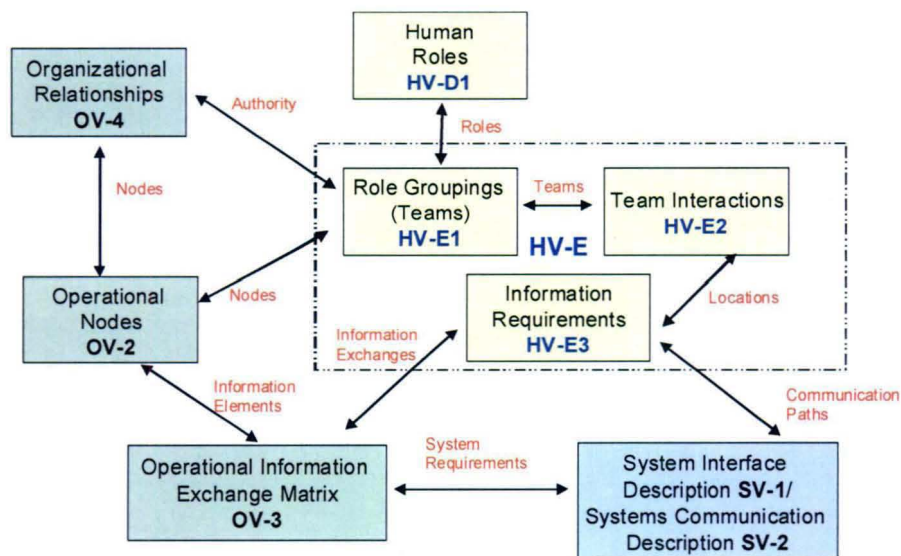 Human
Roles
HV-D1
Organizational
Relationships
OV-4
Authority
Roles
Nodes
Role Groupings
(Teams)
HV-E1
Teams
Team Interactions
HV-E2
HV-E
Operational
Nodes
OV-2
Nodes
Information
Requirements
HV-E3
Locations
Information
Exchanges
Information
Elements
Communication
Paths
Operational Information
Exchange Matrix
OV-3
System
Requirements
System Interface
Description SV-1/
Systems Communication
Description SV-2